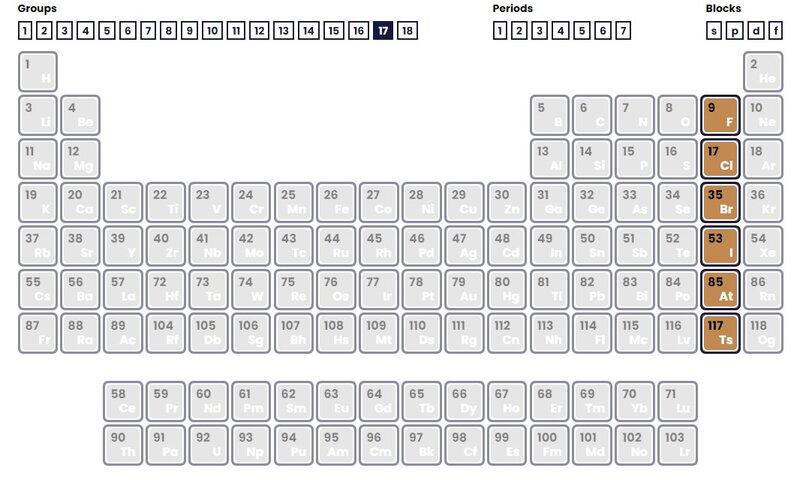 Groups Periods Blocks
1 2 3 4 5 6 7 8 9 10 11 12 13 14 15 16 17 18 1 2 3 4 5 6 7 s p d f
1 H 2 He
3 Li 4 Be 5 B 6 C 7 N 8 O 9 F 10 Ne
11 Na 12 Mg 13 Al 14 Si 15 P 16 S 17 Cl 18 Ar
19 K 20 Ca 21 Sc 22 Ti 23 V 24 Cr 25 Mn 26 Fe 27 Co 28 Ni 29 Cu 30 Zn 31 Ga 32 Ge 33 As 34 Se 35 Br 36 Kr
37 Rb 38 Sr 39 Y 40 Zr 41 Nb 42 Mo 43 Tc 44 Ru 45 Rh 46 Pd 47 Ag 48 Cd 49 In 50 Sn 51 Sb 52 Te 53 I 54 Xe
55 Cs 56 Ba 57 La 72 Hf 73 Ta 74 W 75 Re 76 Os 77 Ir 78 Pt 79 Au 80 Hg 81 Tl 82 Pb 83 Bi 84 Po 85 At 86 Rn
87 Fr 88 Ra 89 Ac 104 Rf 105 Db 106 Sg 107 Bh 108 Hs 109 Mt 110 Ds 111 Rg 112 Cn 113 Nh 114 Fl 115 Mc 116 Lv 117 Ts 118 Og
58 Ce 59 Pr 60 Nd 61 Pm 62 Sm 63 Eu 64 Gd 65 Tb 66 Dy 67 Ho 68 Er 69 Tm 70 Yb 71 Lu
90 Th 91 Pa 92 U 93 Np 94 Pu 95 Am 96 Cm 97 Bk 98 Cf 99 Es 100 Fm 101 Md 102 No 103 Lr